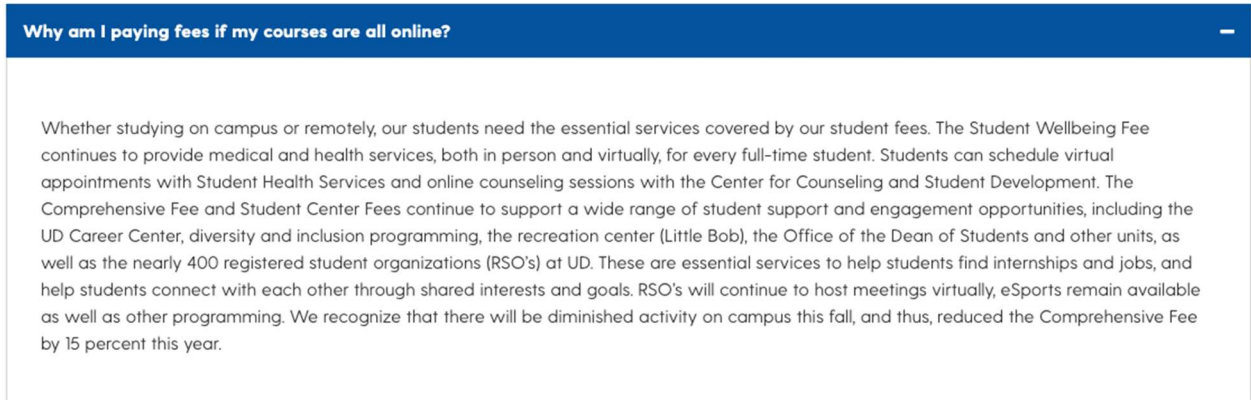 Why am I paying fees if my courses are all online?
Whether studying on campus or remotely, our students need the essential services covered by our student fees. The Student Wellbeing Fee
continues to provide medical and health services, both in person and virtually, for every full-time student. Students can schedule virtual
appointments with Student Health Services and online counseling sessions with the Center for Counseling and Student Development. The
Comprehensive Fee and Student Center Fees continue to support a wide range of student support and engagement opportunities, including the
UD Career Center, diversity and inclusion programming, the recreation center (Little Bob), the Office of the Dean of Students and other units, as
well as the nearly 400 registered student organizations (RSO's) at UD. These are essential services to help students find internships and jobs, and
help students connect with each other through shared interests and goals. RSO's will continue to host meetings virtually, eSports remain available
as well as other programming. We recognize that there will be diminished activity on campus this fall, and thus, reduced the Comprehensive Fee
by 15 percent this year.